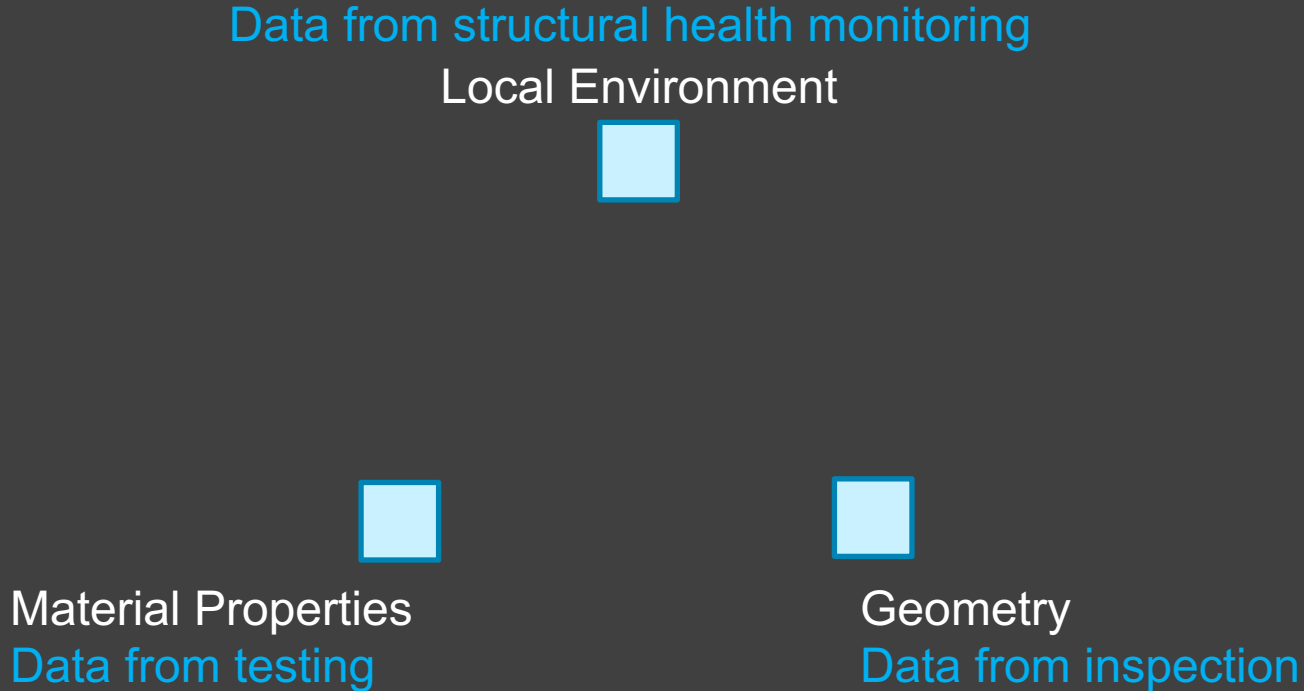 Data from structural health monitoring
Local Environment
Material Properties
Data from testing
Geometry
Data from inspection